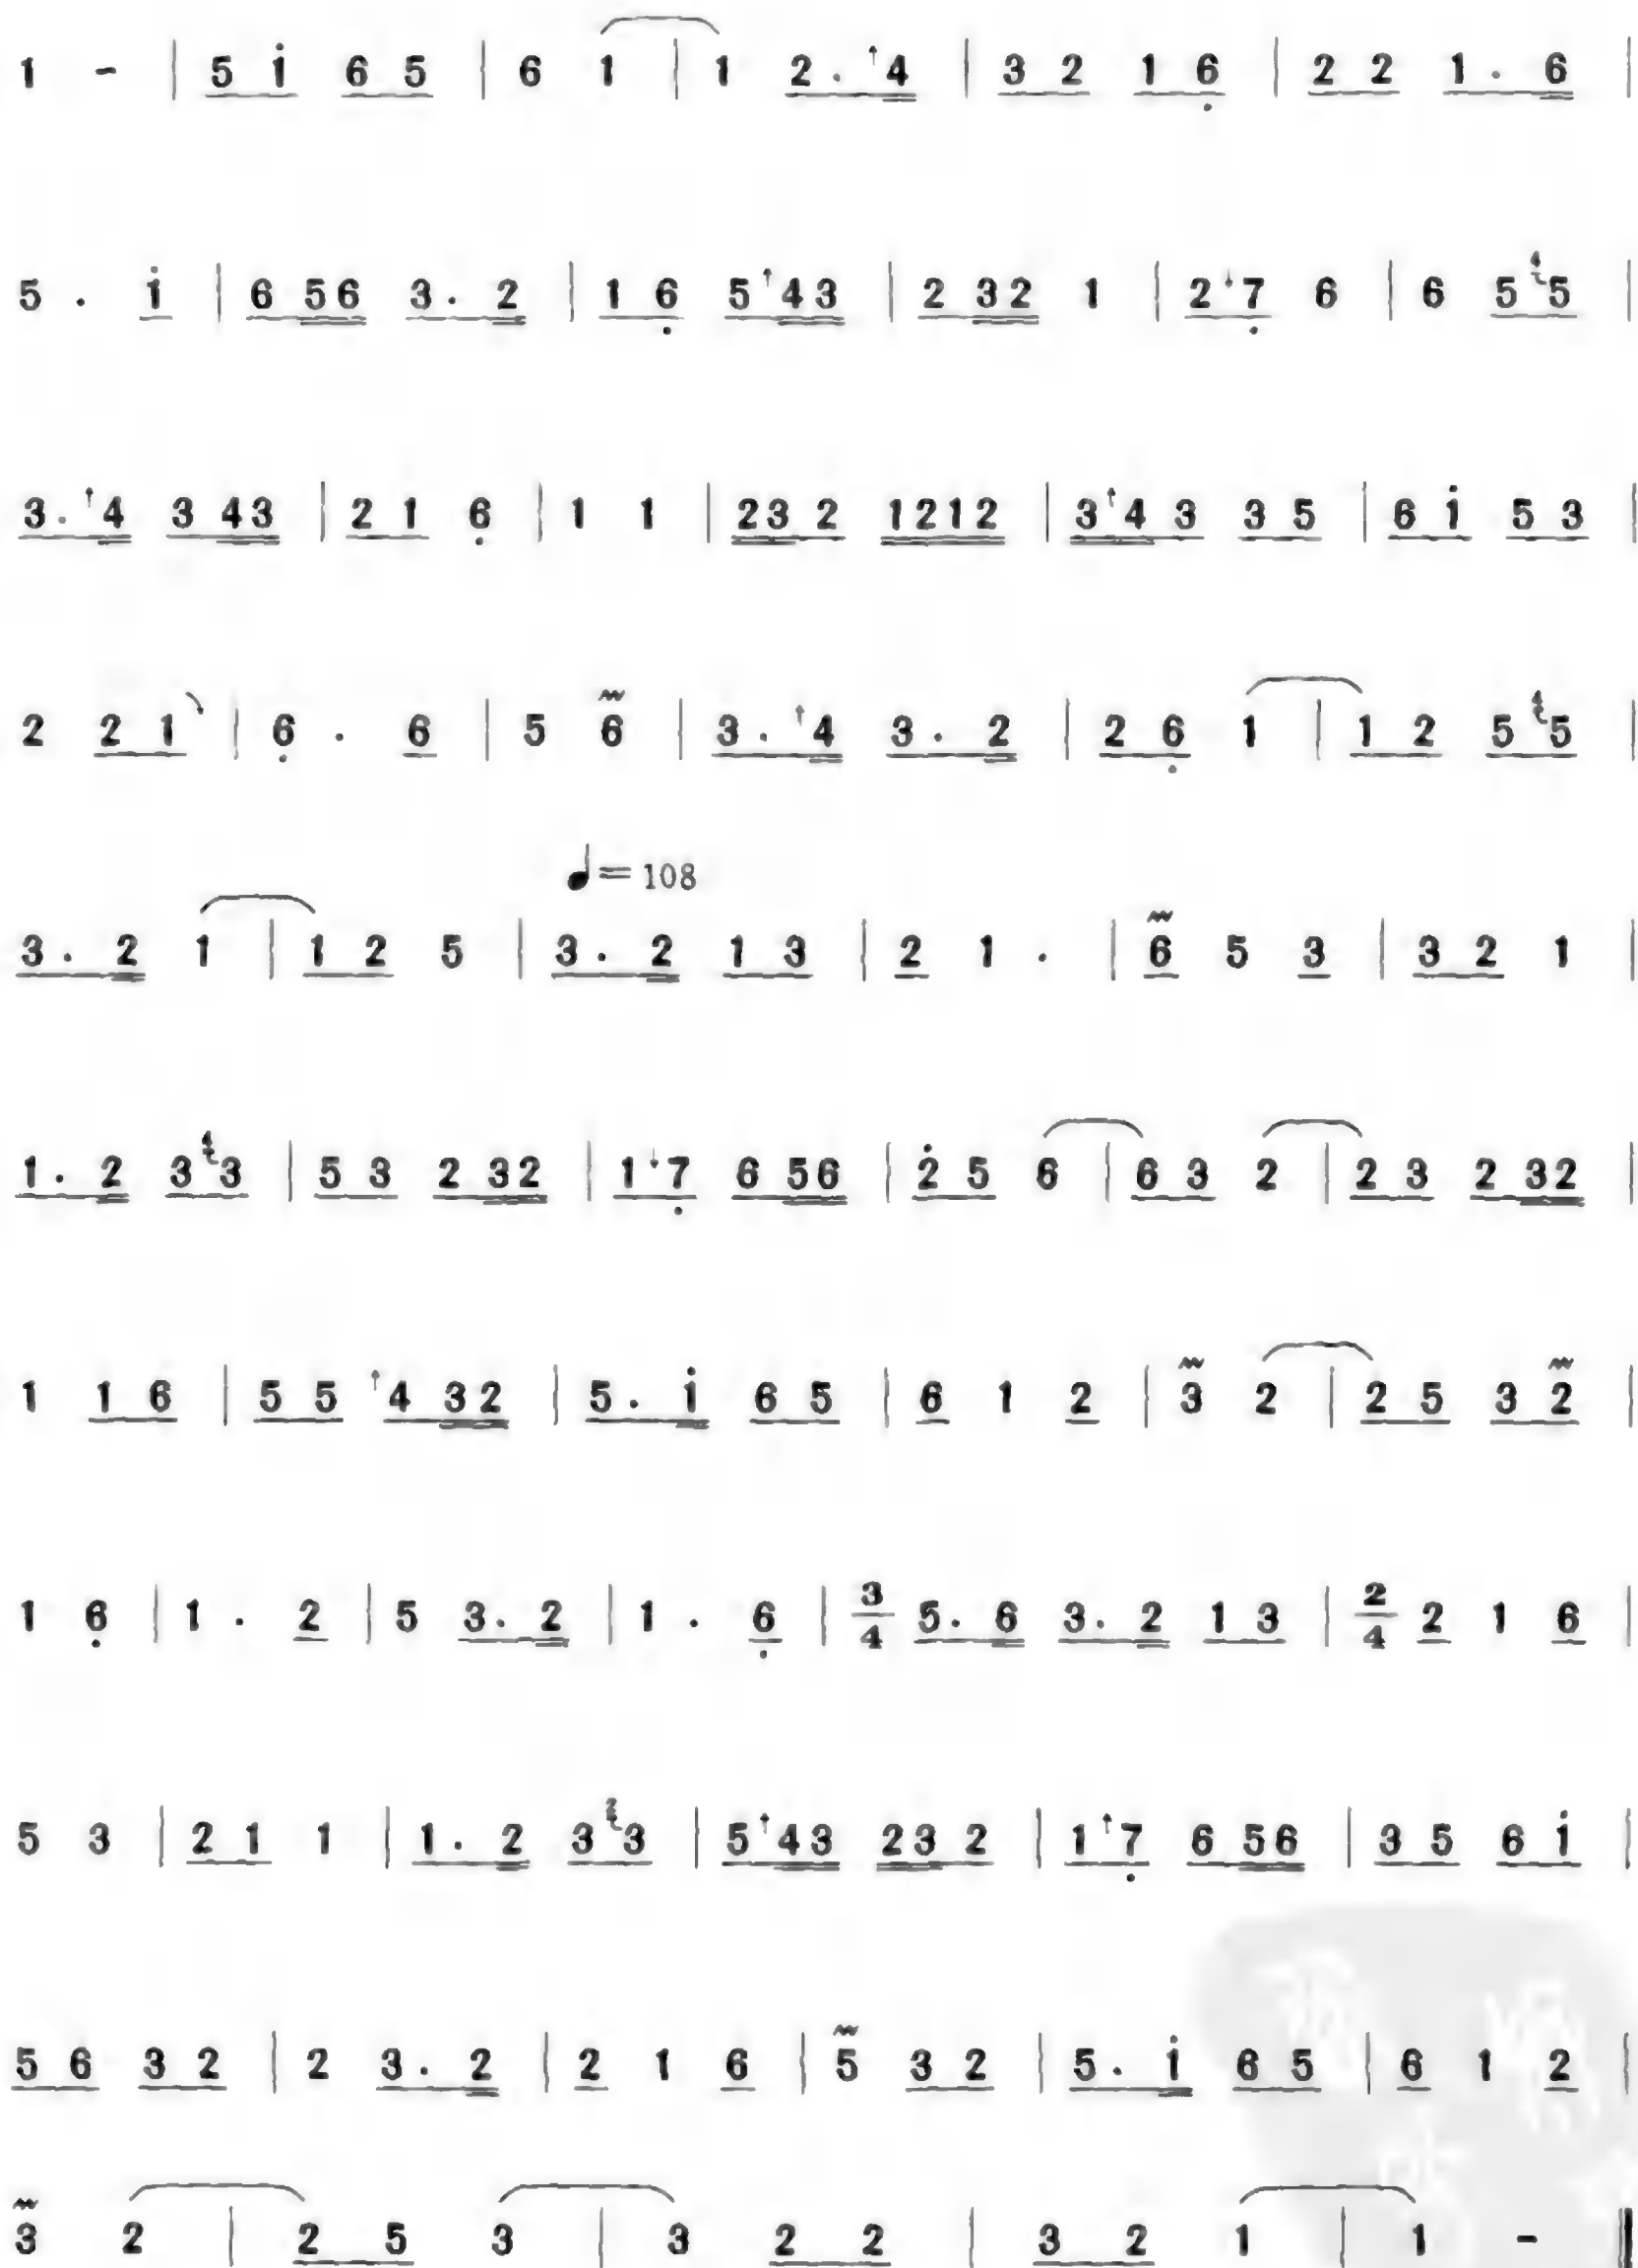 1 - | 5 i̇ 6 5 | 6 1 | 1 2 . ↑4 | 3 2 1 6̣ | 2 2 1 . 6̣ |
5 . i̇ | 6 56 3 . 2 | 1 6̣ 5 ↑43 | 2 32 1 | 2 ↓7̣ 6 | 6 5 ⁴5 |
3 . ↑4 3 43 | 2 1 6̣ | 1 1 | 23 2 1212 | 3↑4 3 3 5 | 6 i̇ 5 3 |
2 2 1 | 6̣ . 6 | 5 6 | 3 . ↑4 3 . 2 | 2 6̣ 1 | 1 2 5 ⁴5 |
♩= 108
3 . 2 1 | 1 2 5 | 3 . 2 1 3 | 2 1 . | 6 5 3 | 3 2 1 |
1 . 2 3 ⁴3 | 5 3 2 32 | 1 ↓7̣ 6 56 | 2̇ 5 6 | 6 3 2 | 2 3 2 32 |
1 1 6 | 5 5 ↑4 32 | 5 . i̇ 6 5 | 6 1 2 | 3 2 | 2 5 3 2 |
1 6̣ | 1 . 2 | 5 3 . 2 | 1 . 6̣ | 3/4 5 . 6 3 . 2 1 3 | 2/4 2 1 6 |
5 3 | 2 1 1 | 1 . 2 3 ²3 | 5 ↑43 23 2 | 1 ↑7̣ 6 56 | 3 5 6 i̇ |
5 6 3 2 | 2 3 . 2 | 2 1 6 | 5 3 2 | 5 . i̇ 6 5 | 6 1 2 |
3 2 | 2 5 3 | 3 2 2 | 3 2 1 | 1 - ‖